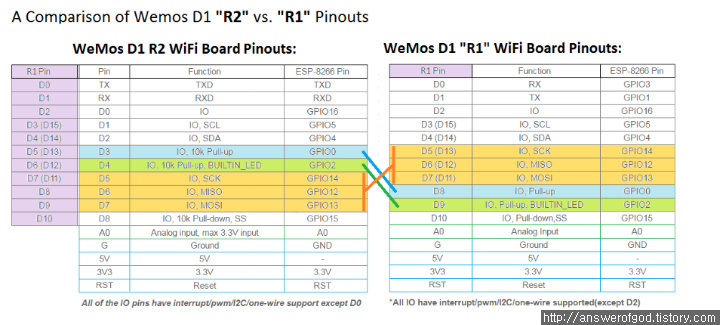 A Comparison of Wemos D1 "R2" vs. "R1" Pinouts
WeMos D1 R2 WiFi Board Pinouts:
R1 Pin Pin Function ESP-8266 Pin
D0 TX TXD TXD
D1 RX RXD RXD
D2 D0 IO GPIO16
D3 (D15) D1 IO, SCL GPIO5
D4 (D14) D2 IO, SDA GPIO4
D5 (D13) D3 IO, 10k Pull-up GPIO0
D6 (D12) D4 IO, 10k Pull-up, BUILTIN_LED GPIO2
D7 (D11) D5 IO, SCK GPIO14
D8 D6 IO, MISO GPIO12
D9 D7 IO, MOSI GPIO13
D10 D8 IO, 10k Pull-down, SS GPIO15
A0 Analog input, max 3.3V input A0
G Ground GND
5V 5V -
3V3 3.3V 3.3V
RST Reset RST
All of the IO pins have interrupt/pwm/I2C/one-wire support except D0
WeMos D1 "R1" WiFi Board Pinouts:
R1 Pin Function ESP-8266 Pin
D0 RX GPIO3
D1 TX GPIO1
D2 IO GPIO16
D3 (D15) IO, SCL GPIO5
D4 (D14) IO, SDA GPIO4
D5 (D13) IO, SCK GPIO14
D6 (D12) IO, MISO GPIO12
D7 (D11) IO, MOSI GPIO13
D8 IO, Pull-up GPIO0
D9 IO, Pull-up, BUILTIN_LED GPIO2
D10 IO, Pull-down,SS GPIO15
A0 Analog Input A0
G Ground GND
5V 5V -
3V3 3.3V 3.3V
RST Reset RST
*All IO have interrupt/pwm/I2C/one-wire supported(except D2)
http://answerofgod.tistory.com